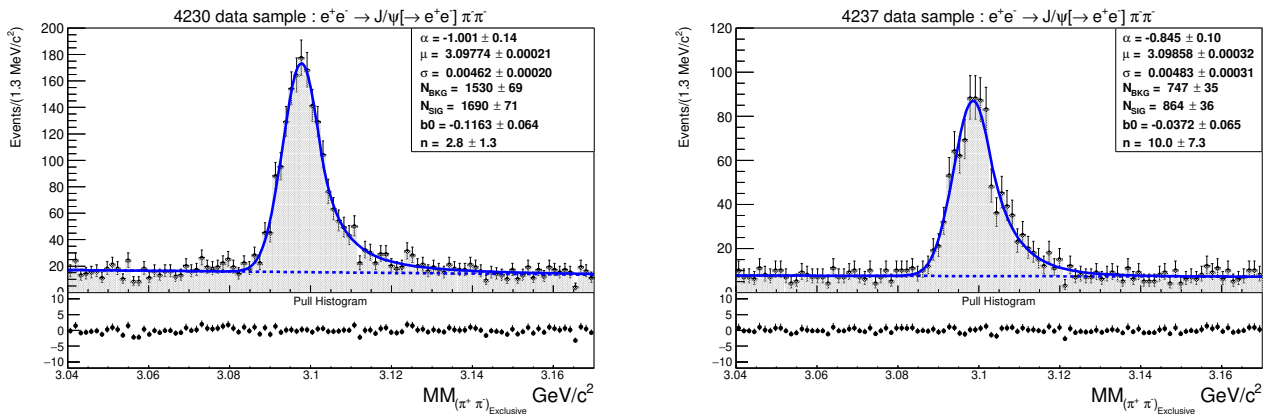 4230 data sample : e⁺e⁻ → J/ψ[→ e⁺e⁻] π⁻π⁻
Events/(1.3 MeV/c²)
200
180
160
140
120
100
80
60
40
20
0
α = -1.001 ± 0.14
μ = 3.09774 ± 0.00021
σ = 0.00462 ± 0.00020
N_BKG = 1530 ± 69
N_SIG = 1690 ± 71
b0 = -0.1163 ± 0.064
n = 2.8 ± 1.3
Pull Histogram
10
5
0
−5
−10
3.04 3.06 3.08 3.1 3.12 3.14 3.16
MM_(π⁺ π⁻)Exclusive GeV/c²
4237 data sample : e⁺e⁻ → J/ψ[→ e⁺e⁻] π⁻π⁻
Events/(1.3 MeV/c²)
120
100
80
60
40
20
0
α = -0.845 ± 0.10
μ = 3.09858 ± 0.00032
σ = 0.00483 ± 0.00031
N_BKG = 747 ± 35
N_SIG = 864 ± 36
b0 = -0.0372 ± 0.065
n = 10.0 ± 7.3
Pull Histogram
10
5
0
−5
−10
3.04 3.06 3.08 3.1 3.12 3.14 3.16
MM_(π⁺ π⁻)Exclusive GeV/c²